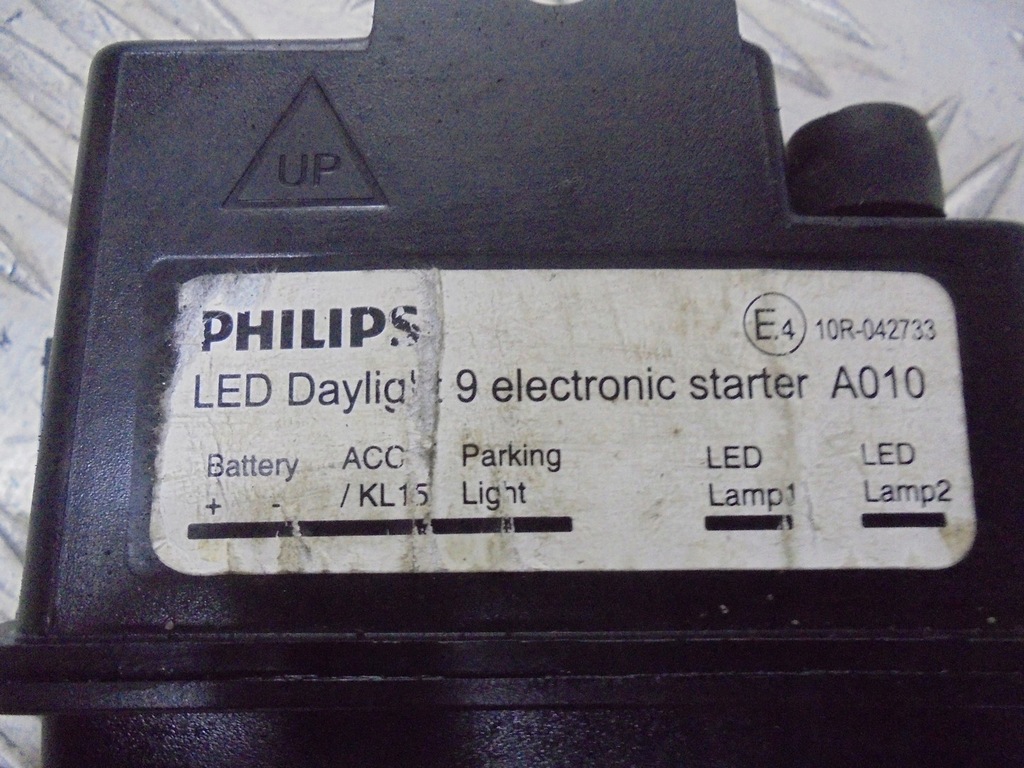 UP
PHILIPS
E4 10R-042733
LED Daylight 9 electronic starter A010
Battery ACC Parking LED LED
+ - / KL15 Light Lamp1 Lamp2